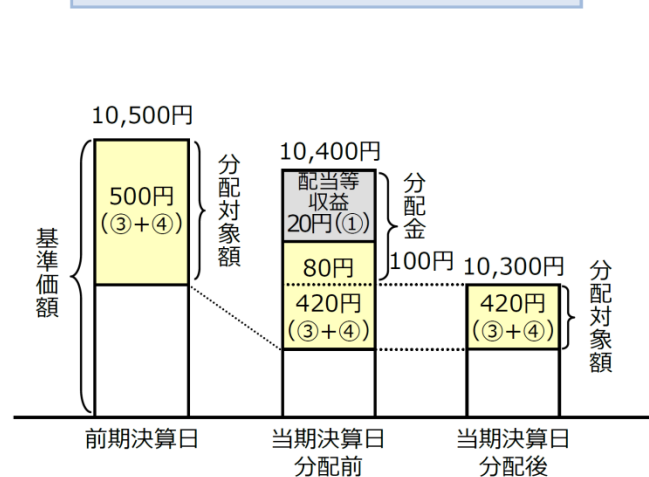 10,500円
500円
(③+④)
分配対象額
基準価額
10,400円
配当等
収益
20円(①)
80円
420円
(③+④)
分配金
100円
10,300円
420円
(③+④)
分配対象額
前期決算日
当期決算日
分配前
当期決算日
分配後